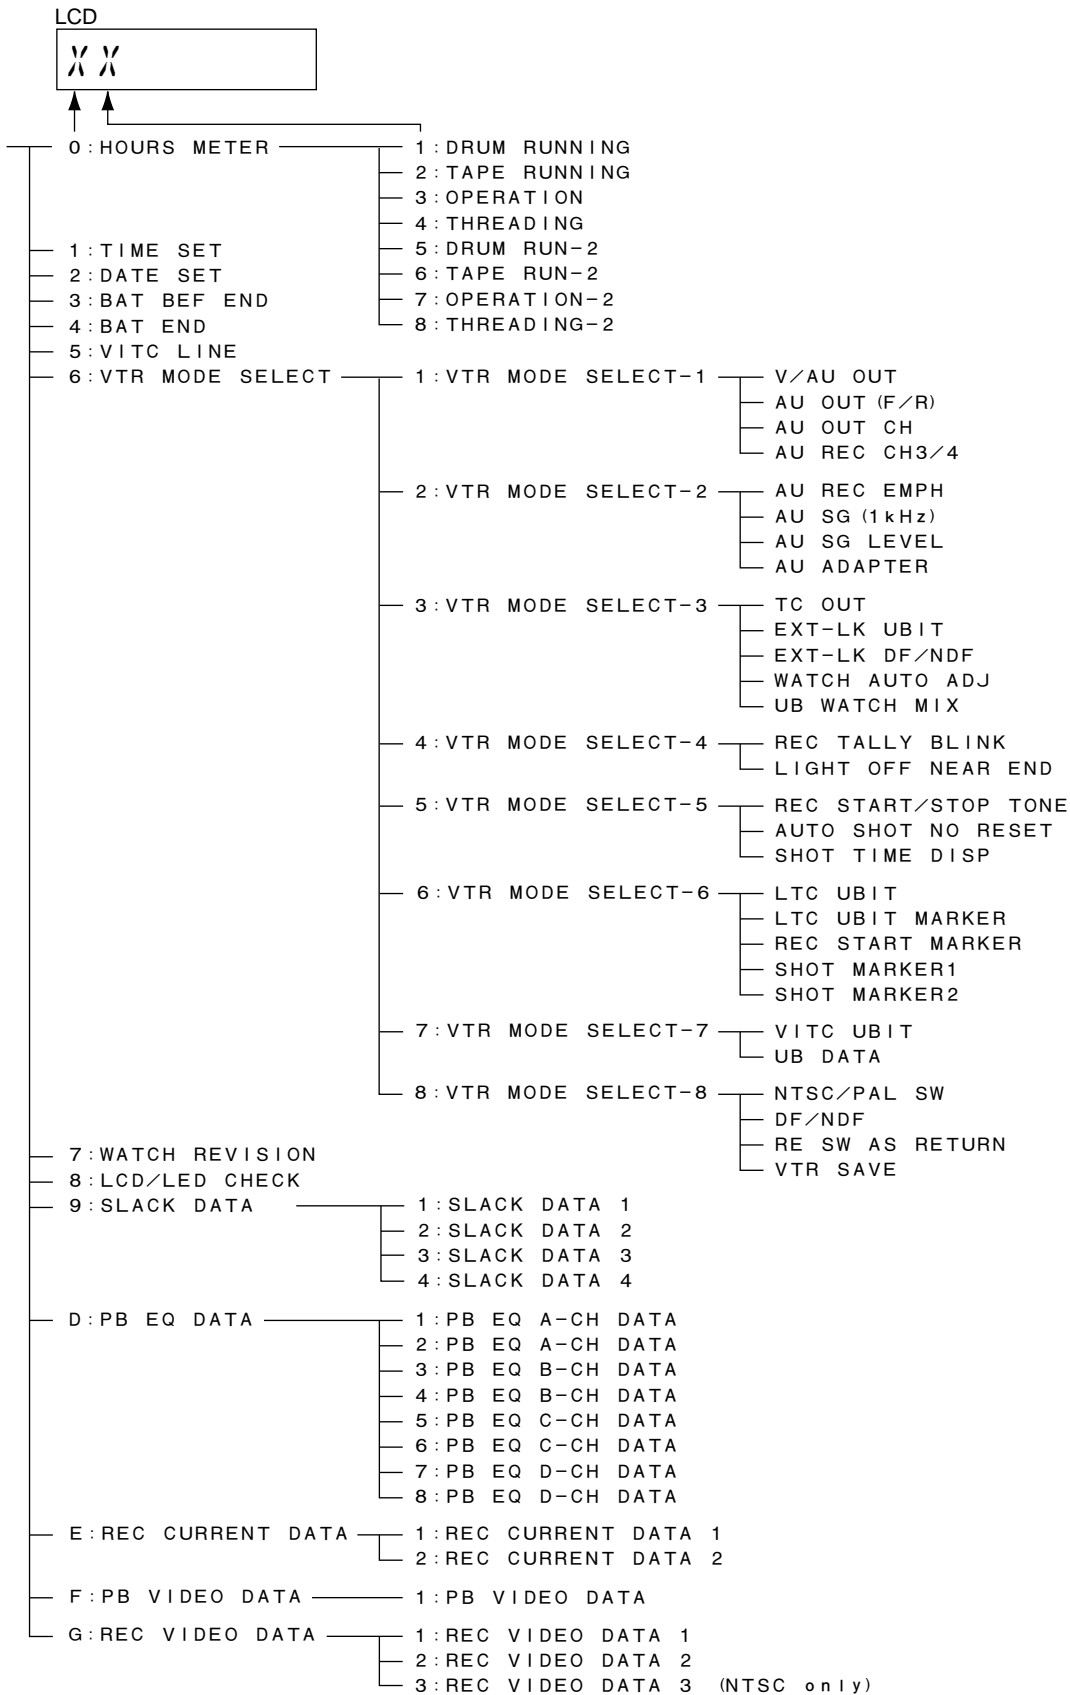 LCD
X X
0:HOURS METER 1:DRUM RUNNING
2:TAPE RUNNING
3:OPERATION
4:THREADING
1:TIME SET 5:DRUM RUN-2
2:DATE SET 6:TAPE RUN-2
3:BAT BEF END 7:OPERATION-2
4:BAT END 8:THREADING-2
5:VITC LINE
6:VTR MODE SELECT 1:VTR MODE SELECT-1 V/AU OUT
AU OUT (F/R)
AU OUT CH
AU REC CH3/4
2:VTR MODE SELECT-2 AU REC EMPH
AU SG (1kHz)
AU SG LEVEL
AU ADAPTER
3:VTR MODE SELECT-3 TC OUT
EXT-LK UBIT
EXT-LK DF/NDF
WATCH AUTO ADJ
UB WATCH MIX
4:VTR MODE SELECT-4 REC TALLY BLINK
LIGHT OFF NEAR END
5:VTR MODE SELECT-5 REC START/STOP TONE
AUTO SHOT NO RESET
SHOT TIME DISP
6:VTR MODE SELECT-6 LTC UBIT
LTC UBIT MARKER
REC START MARKER
SHOT MARKER1
SHOT MARKER2
7:VTR MODE SELECT-7 VITC UBIT
UB DATA
8:VTR MODE SELECT-8 NTSC/PAL SW
DF/NDF
RE SW AS RETURN
VTR SAVE
7:WATCH REVISION
8:LCD/LED CHECK
9:SLACK DATA 1:SLACK DATA 1
2:SLACK DATA 2
3:SLACK DATA 3
4:SLACK DATA 4
D:PB EQ DATA 1:PB EQ A-CH DATA
2:PB EQ A-CH DATA
3:PB EQ B-CH DATA
4:PB EQ B-CH DATA
5:PB EQ C-CH DATA
6:PB EQ C-CH DATA
7:PB EQ D-CH DATA
8:PB EQ D-CH DATA
E:REC CURRENT DATA 1:REC CURRENT DATA 1
2:REC CURRENT DATA 2
F:PB VIDEO DATA 1:PB VIDEO DATA
G:REC VIDEO DATA 1:REC VIDEO DATA 1
2:REC VIDEO DATA 2
3:REC VIDEO DATA 3 (NTSC only)